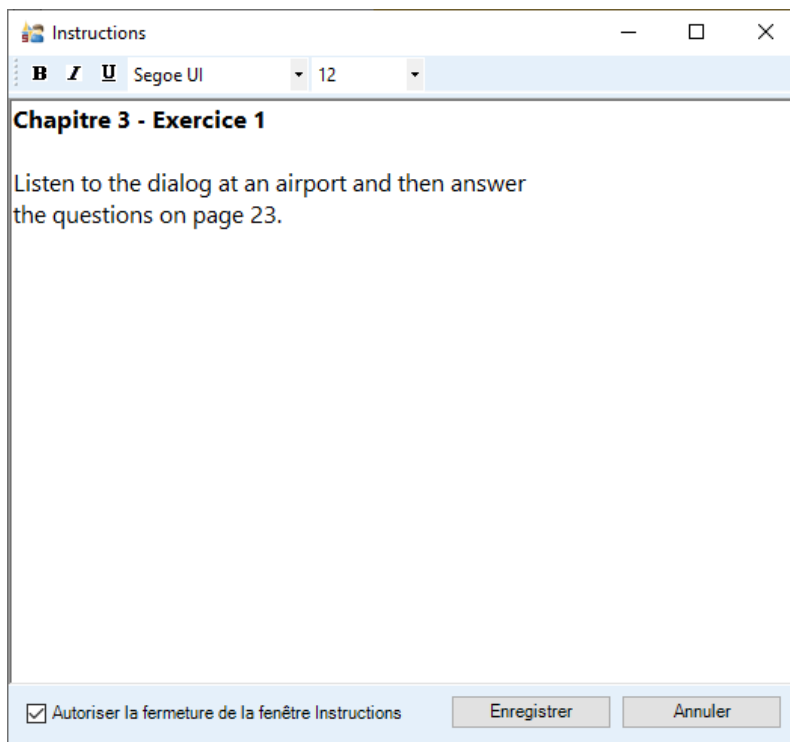 Instructions
B I U Segoe UI 12
Chapitre 3 - Exercice 1
Listen to the dialog at an airport and then answer
the questions on page 23.
Autoriser la fermeture de la fenêtre Instructions Enregistrer Annuler